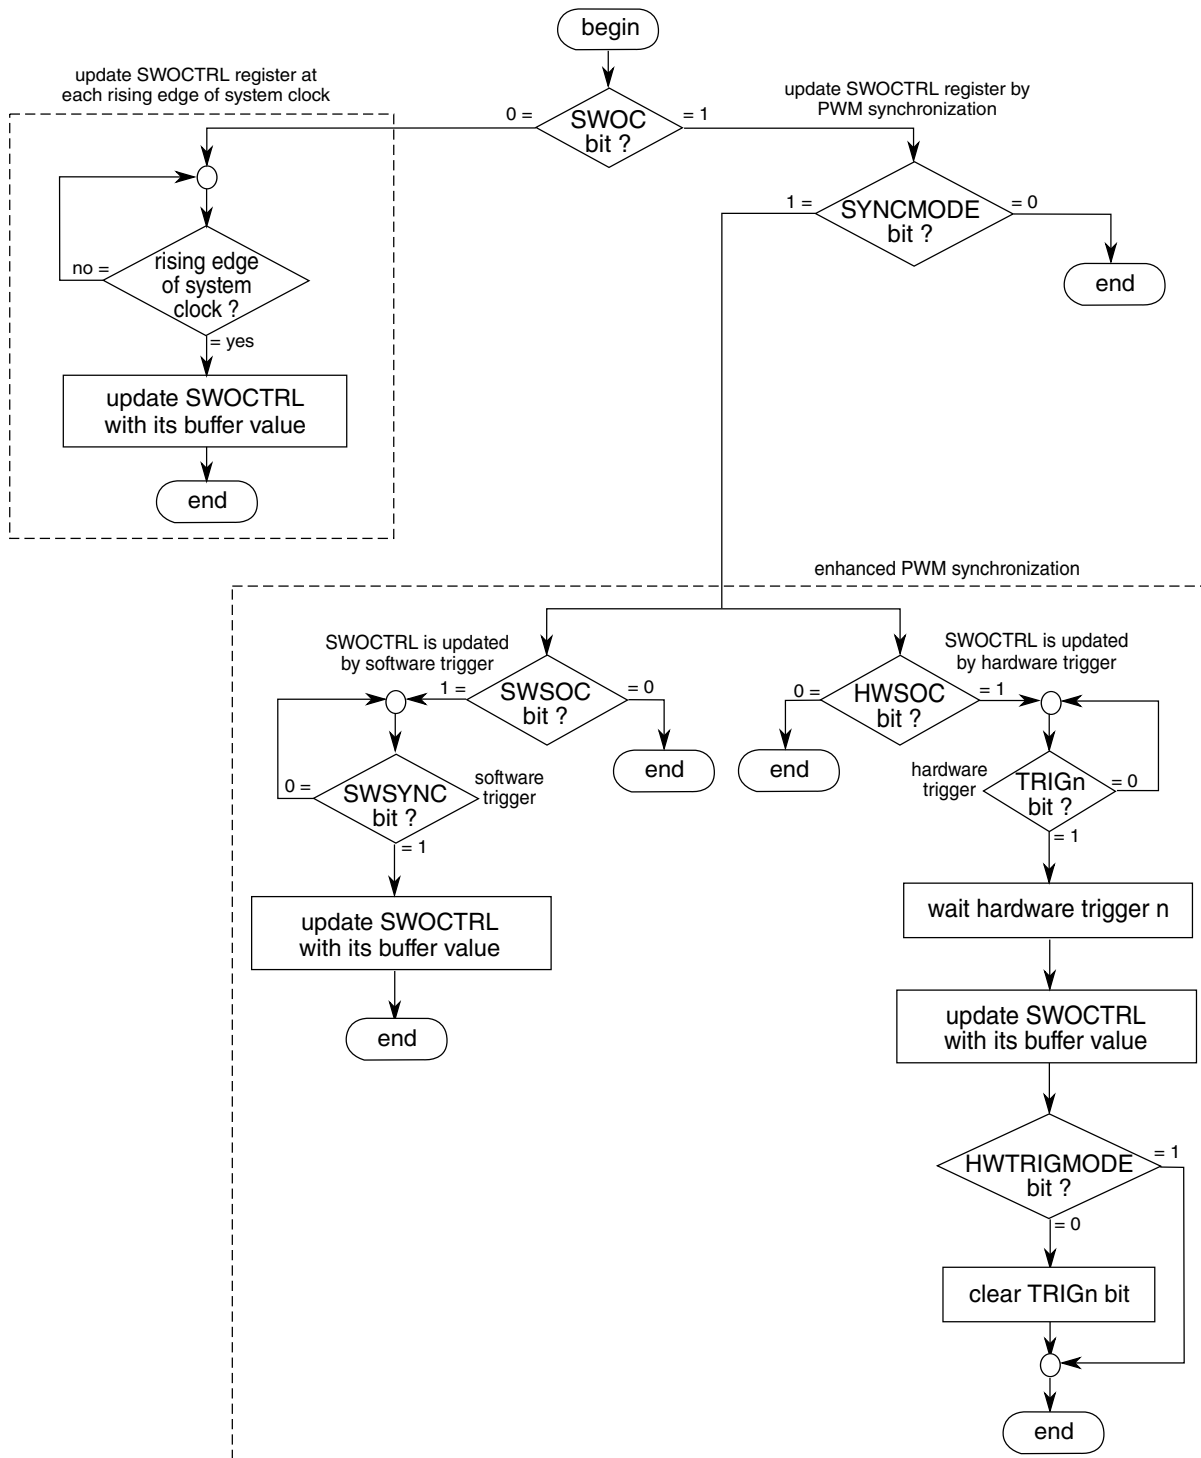 begin
update SWOCTRL register at
each rising edge of system clock
update SWOCTRL register by
PWM synchronization
0 =
SWOC
bit ?
= 1
1 =
SYNCMODE
bit ?
= 0
end
no =
rising edge
of system
clock ?
= yes
update SWOCTRL
with its buffer value
end
enhanced PWM synchronization
SWOCTRL is updated
by software trigger
SWOCTRL is updated
by hardware trigger
1 =
SWSOC
bit ?
= 0
end
0 =
HWSOC
bit ?
= 1
end
0 =
SWSYNC
bit ?
software
trigger
= 1
hardware
trigger
TRIGn
bit ?
= 0
= 1
update SWOCTRL
with its buffer value
end
wait hardware trigger n
update SWOCTRL
with its buffer value
HWTRIGMODE
bit ?
= 1
= 0
clear TRIGn bit
end